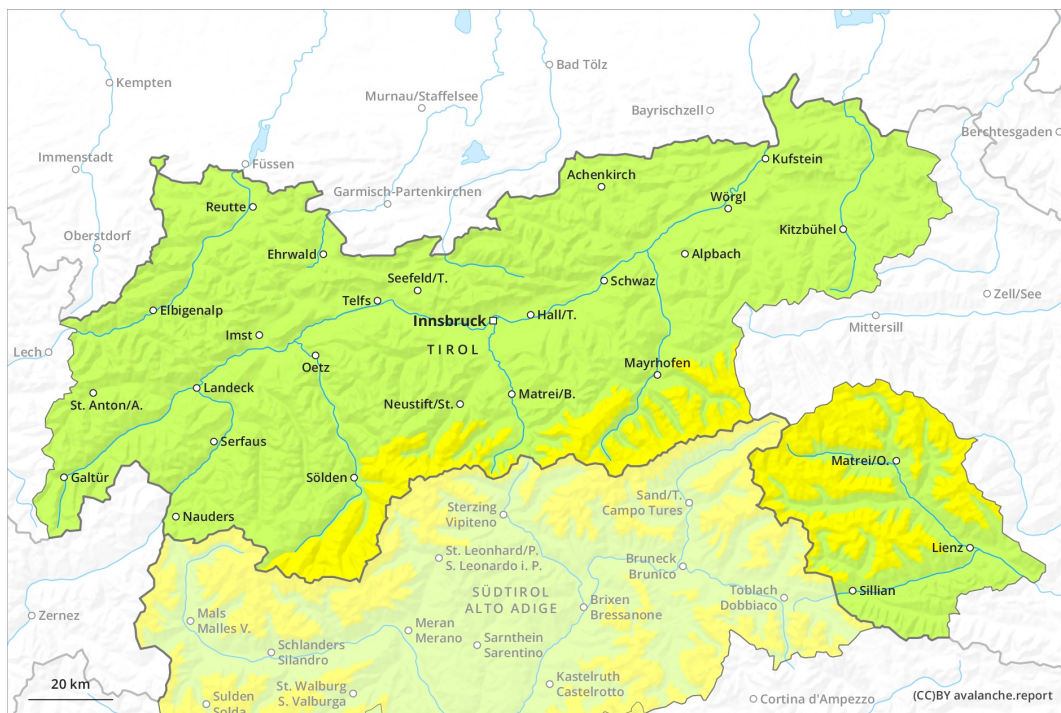 Kempten
Bad Tölz
Murnau/Staffelsee
Bayrischzell
Berchtesgaden
Immenstadt
Füssen
Kufstein
Achenkirch
Garmisch-Partenkirchen
Wörgl
Reutte
Oberstdorf
Kitzbühel
Ehrwald
Alpbach
Seefeld/T.
Schwaz
Zell/See
Telfs
Elbigenalp
Hall/T.
Innsbruck
Mittersill
Imst
TIROL
Lech
Oetz
Mayrhofen
Landeck
St. Anton/A.
Neustift/St.
Matrei/B.
Serfaus
Matrei/O.
Galtür
Sölden
Sand/T.
Campo Tures
Sterzing
Vipiteno
Nauders
Lienz
St. Leonhard/P.
S. Leonardo i. P.
Bruneck
Brunico
Toblach
Dobbiaco
Sillian
SÜDTIROL
ALTO ADIGE
Brixen
Bressanone
Zernez
Mals
Malles V.
Meran
Merano
Schlanders
Silandro
Sarnthein
Sarentino
St. Walburg
S. Valburga
Kastelruth
Castelrotto
Sulden
Solda
Cortina d'Ampezzo
20 km
(CC)BY avalanche.report